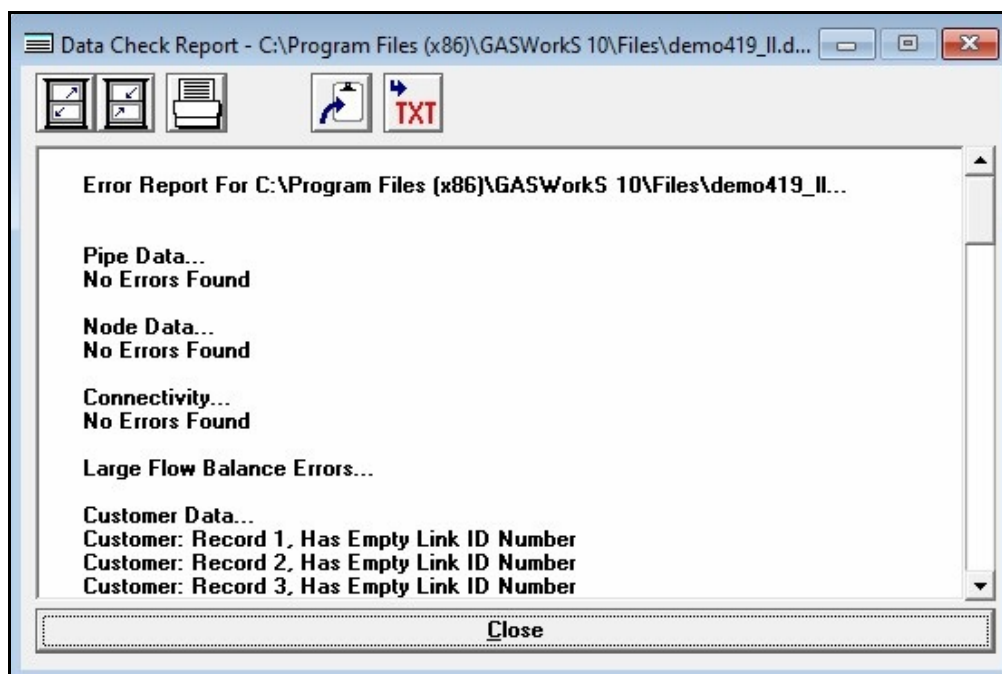 Data Check Report - C:\Program Files (x86)\GASWorkS 10\Files\demo419_II.d...
TXT
Error Report For C:\Program Files (x86)\GASWorkS 10\Files\demo419_II...
Pipe Data...
No Errors Found
Node Data...
No Errors Found
Connectivity...
No Errors Found
Large Flow Balance Errors...
Customer Data...
Customer: Record 1, Has Empty Link ID Number
Customer: Record 2, Has Empty Link ID Number
Customer: Record 3, Has Empty Link ID Number
Close